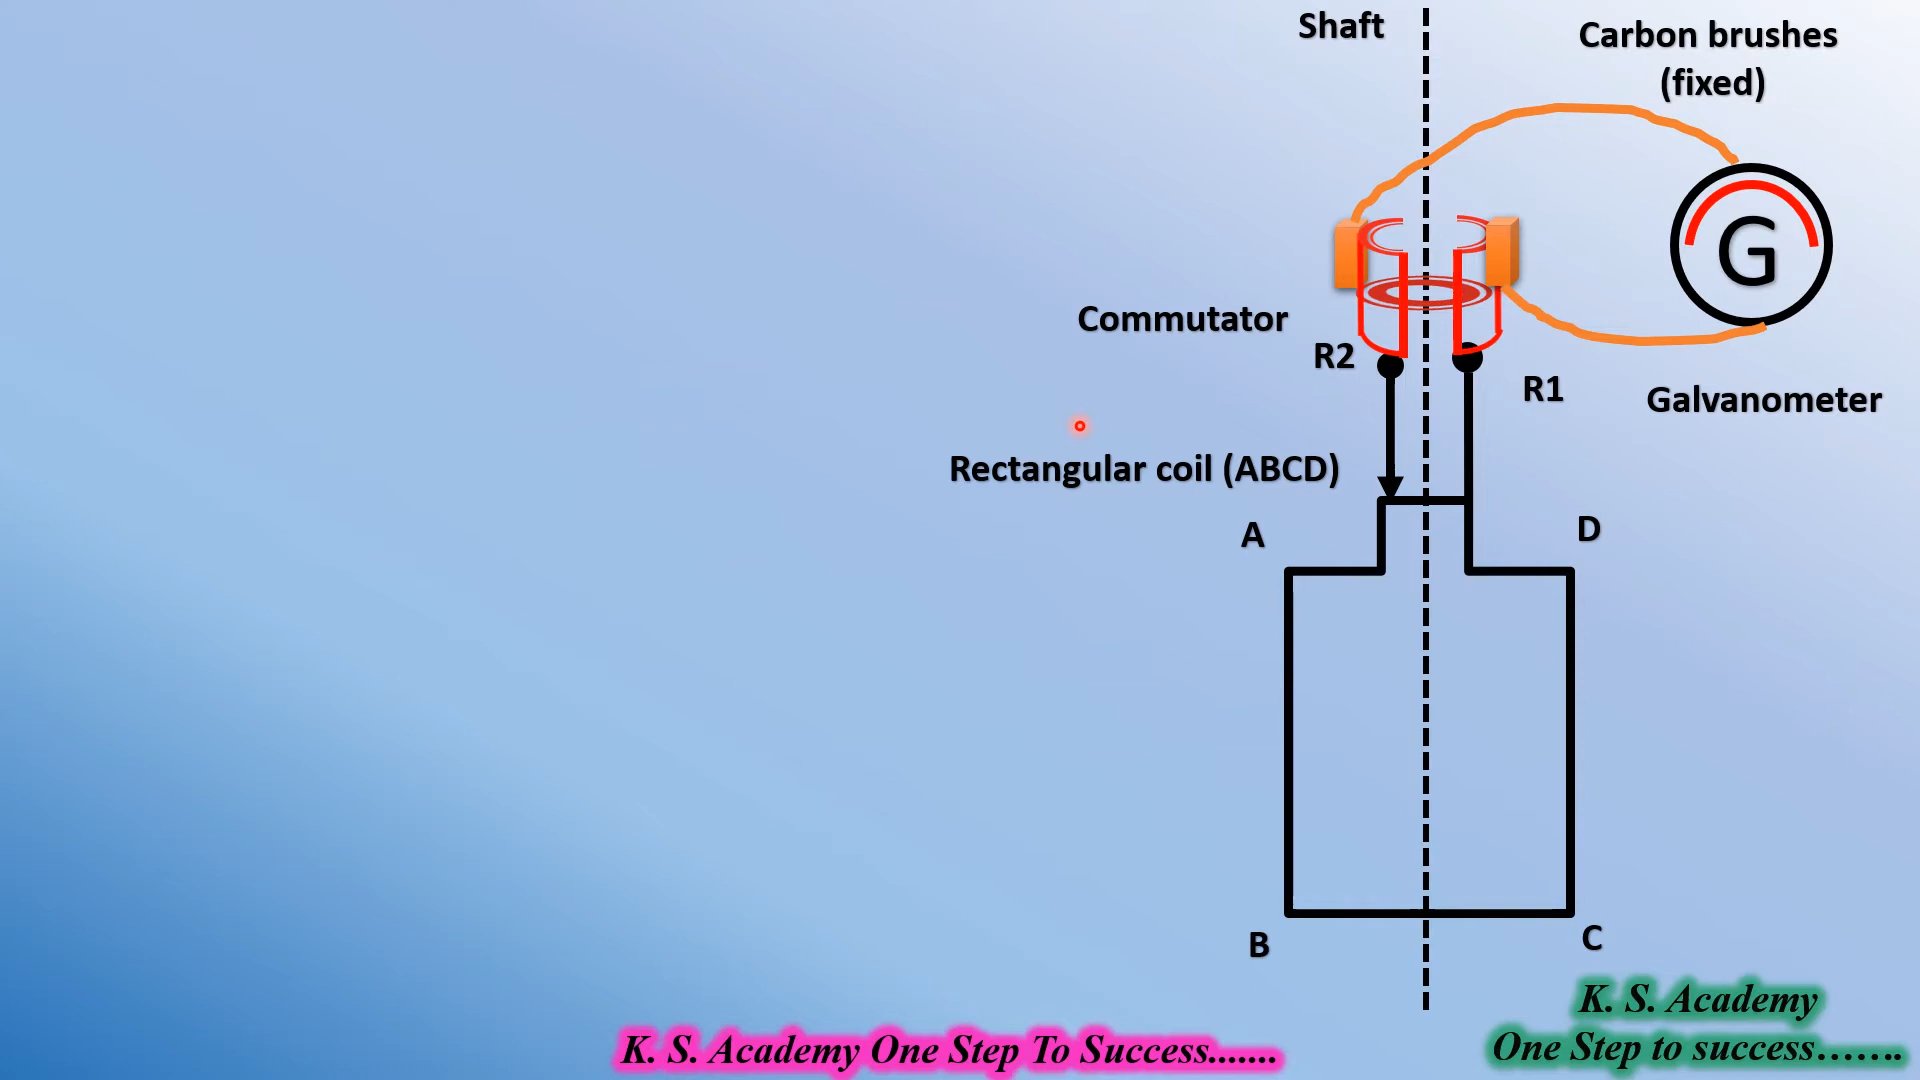 Shaft
Carbon brushes
(fixed)
G
Commutator
R2
R1
Galvanometer
Rectangular coil (ABCD)
A
D
B
C
K. S. Academy
One Step to success…….
K. S. Academy One Step To Success.......